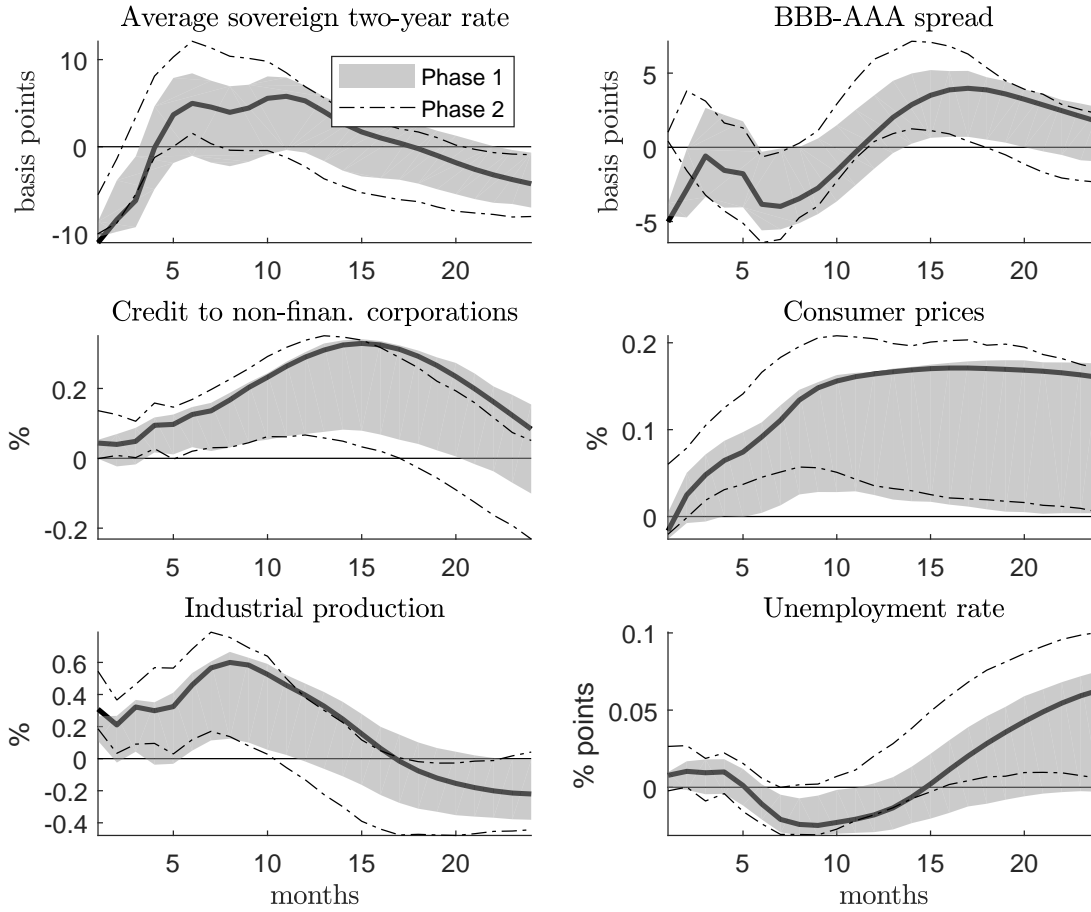 Average sovereign two-year rate
basis points
10
0
-10
5 10 15 20
Phase 1
Phase 2
BBB-AAA spread
basis points
5
0
-5
5 10 15 20
Credit to non-finan. corporations
%
0.2
0
-0.2
5 10 15 20
Consumer prices
%
0.2
0.1
0
5 10 15 20
Industrial production
%
0.6
0.4
0.2
0
-0.2
-0.4
5 10 15 20
months
Unemployment rate
% points
0.1
0.05
0
5 10 15 20
months